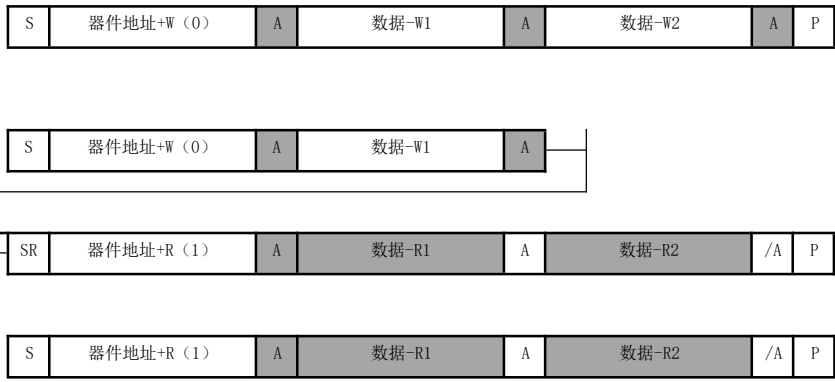 S 器件地址+W（0） A 数据-W1 A 数据-W2 A P
S 器件地址+W（0） A 数据-W1 A
SR 器件地址+R（1） A 数据-R1 A 数据-R2 /A P
S 器件地址+R（1） A 数据-R1 A 数据-R2 /A P